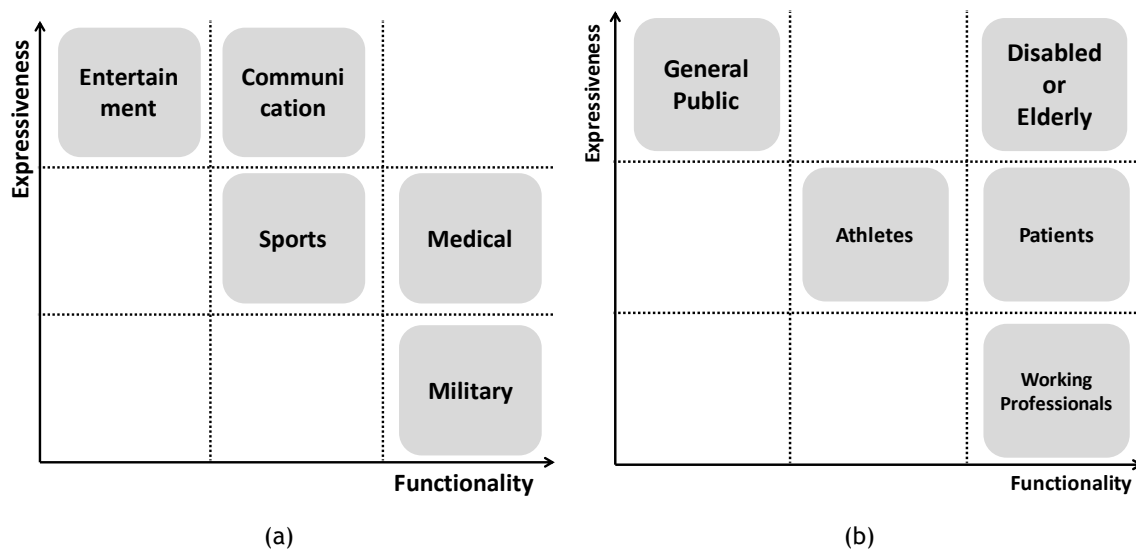 Expressiveness
Entertain
ment
Communi
cation
Sports
Medical
Military
Functionality
(a)
Expressiveness
General
Public
Disabled
or
Elderly
Athletes
Patients
Working
Professionals
Functionality
(b)